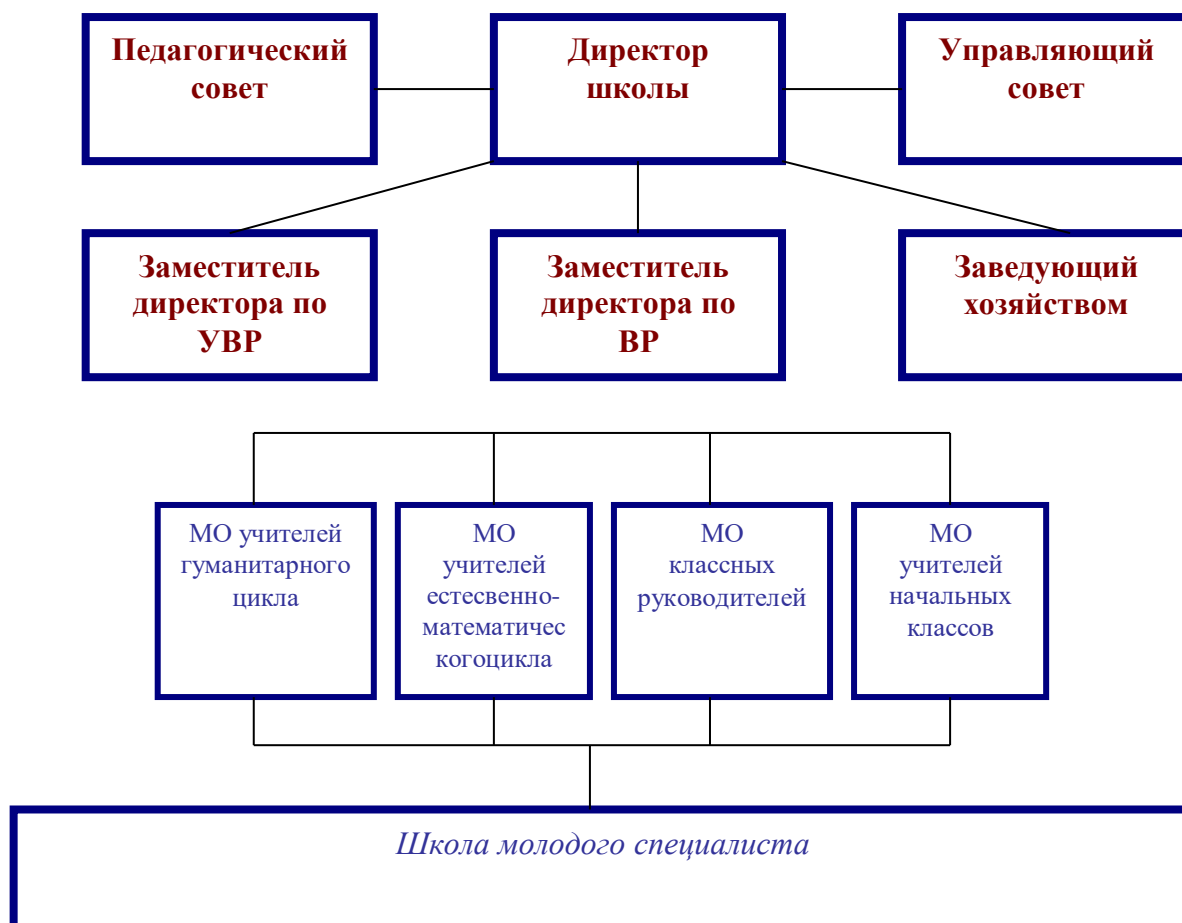 Педагогический
совет
Директор
школы
Управляющий
совет
Заместитель
директора по
УВР
Заместитель
директора по
ВР
Заведующий
хозяйством
МО учителей
гуманитарного
цикла
МО
учителей
естесвенно-
математичес
когоцикла
МО
классных
руководителей
МО
учителей
начальных
классов
Школа молодого специалиста